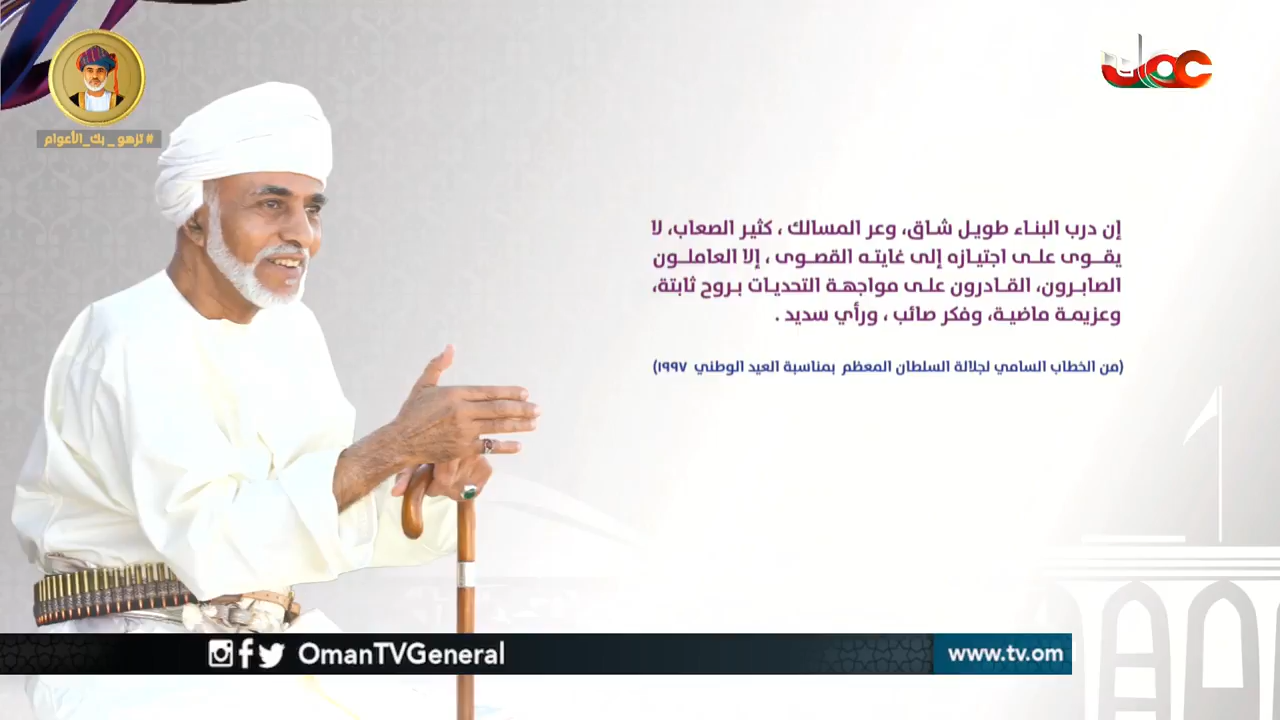 عمان
#تزهو_بك_الأعوام
إن درب البناء طويل شاق، وعر المسالك ، كثير الصعاب، لا
يقوى على اجتيازه إلى غايته القصوى ، إلا العاملون
الصابرون، القادرون على مواجهة التحديات بروح ثابتة،
وعزيمة ماضية، وفكر صائب ، ورأي سديد .
(من الخطاب السامي لجلالة السلطان المعظم بمناسبة العيد الوطني ١٩٩٧)
OmanTVGeneral
www.tv.om